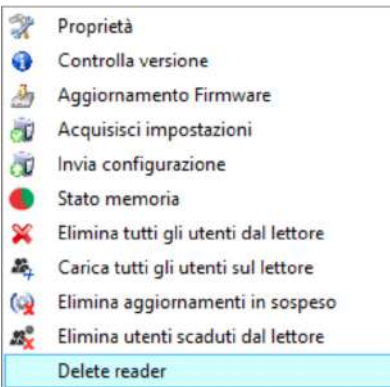 Proprietà
Controlla versione
Aggiornamento Firmware
Acquisisci impostazioni
Invia configurazione
Stato memoria
Elimina tutti gli utenti dal lettore
Carica tutti gli utenti sul lettore
Elimina aggiornamenti in sospeso
Elimina utenti scaduti dal lettore
Delete reader